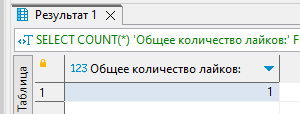 Результат 1
SELECT COUNT(*) 'Общее количество лайков:' F
Таблица
123 Общее количество лайков:
1 1